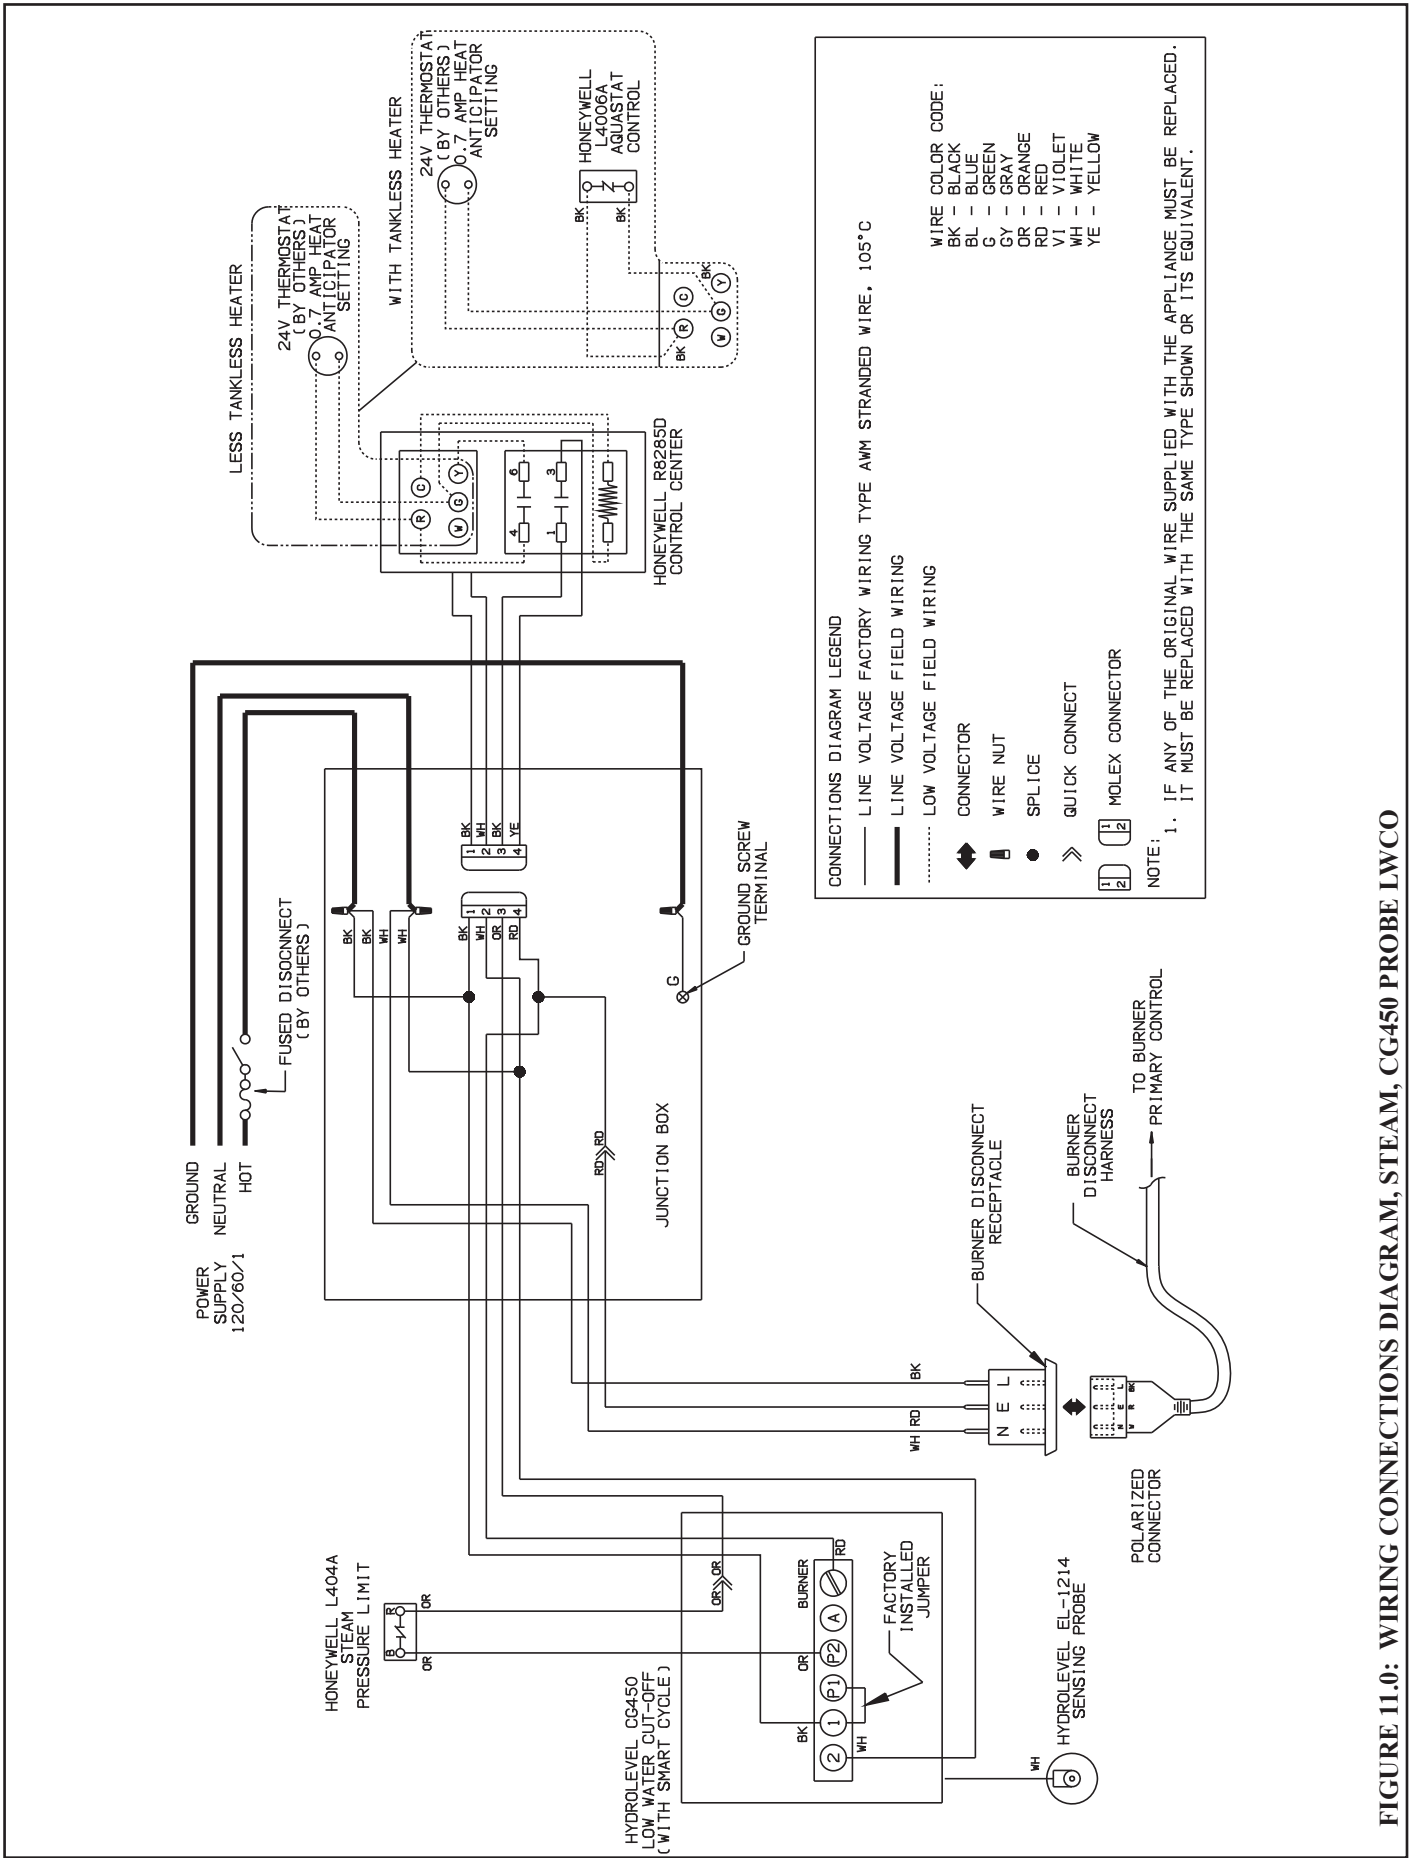 POWER
SUPPLY
120/60/1
GROUND
NEUTRAL
HOT
FUSED DISOCNNECT
(BY OTHERS)
LESS TANKLESS HEATER
24V THERMOSTAT
(BY OTHERS)
0.7 AMP HEAT
ANTICIPATOR
SETTING
WITH TANKLESS HEATER
24V THERMOSTAT
(BY OTHERS)
0.7 AMP HEAT
ANTICIPATOR
SETTING
HONEYWELL
L4006A
AQUASTAT
CONTROL
BK
BK
BK
BK
R
C
W
G
Y
R
C
W
G
Y
4
6
1
3
HONEYWELL R8285D
CONTROL CENTER
BK
BK
WH
WH
BK
WH
OR
RD
1
2
3
4
1
2
3
4
BK
WH
BK
YE
G
GROUND SCREW
TERMINAL
RD
RD
JUNCTION BOX
HONEYWELL L404A
STEAM
PRESSURE LIMIT
B
R
OR
OR
OR
OR
HYDROLEVEL CG450
LOW WATER CUT-OFF
(WITH SMART CYCLE)
BK
OR
BURNER
RD
2
1
P1
P2
A
WH
FACTORY
INSTALLED
JUMPER
WH
HYDROLEVEL EL-1214
SENSING PROBE
WH
RD
BK
N
E
L
BURNER DISCONNECT
RECEPTACLE
N
E
L
W
R
BK
POLARIZED
CONNECTOR
BURNER
DISCONNECT
HARNESS
TO BURNER
PRIMARY CONTROL
CONNECTIONS DIAGRAM LEGEND
LINE VOLTAGE FACTORY WIRING TYPE AWM STRANDED WIRE, 105°C
LINE VOLTAGE FIELD WIRING
LOW VOLTAGE FIELD WIRING
CONNECTOR
WIRE NUT
SPLICE
QUICK CONNECT
1
2
1
2
MOLEX CONNECTOR
WIRE COLOR CODE:
BK - BLACK
BL - BLUE
G - GREEN
GY - GRAY
OR - ORANGE
RD - RED
VI - VIOLET
WH - WHITE
YE - YELLOW
NOTE:
1. IF ANY OF THE ORIGINAL WIRE SUPPLIED WITH THE APPLIANCE MUST BE REPLACED.
IT MUST BE REPLACED WITH THE SAME TYPE SHOWN OR ITS EQUIVALENT.
FIGURE 11.0: WIRING CONNECTIONS DIAGRAM, STEAM, CG450 PROBE LWCO